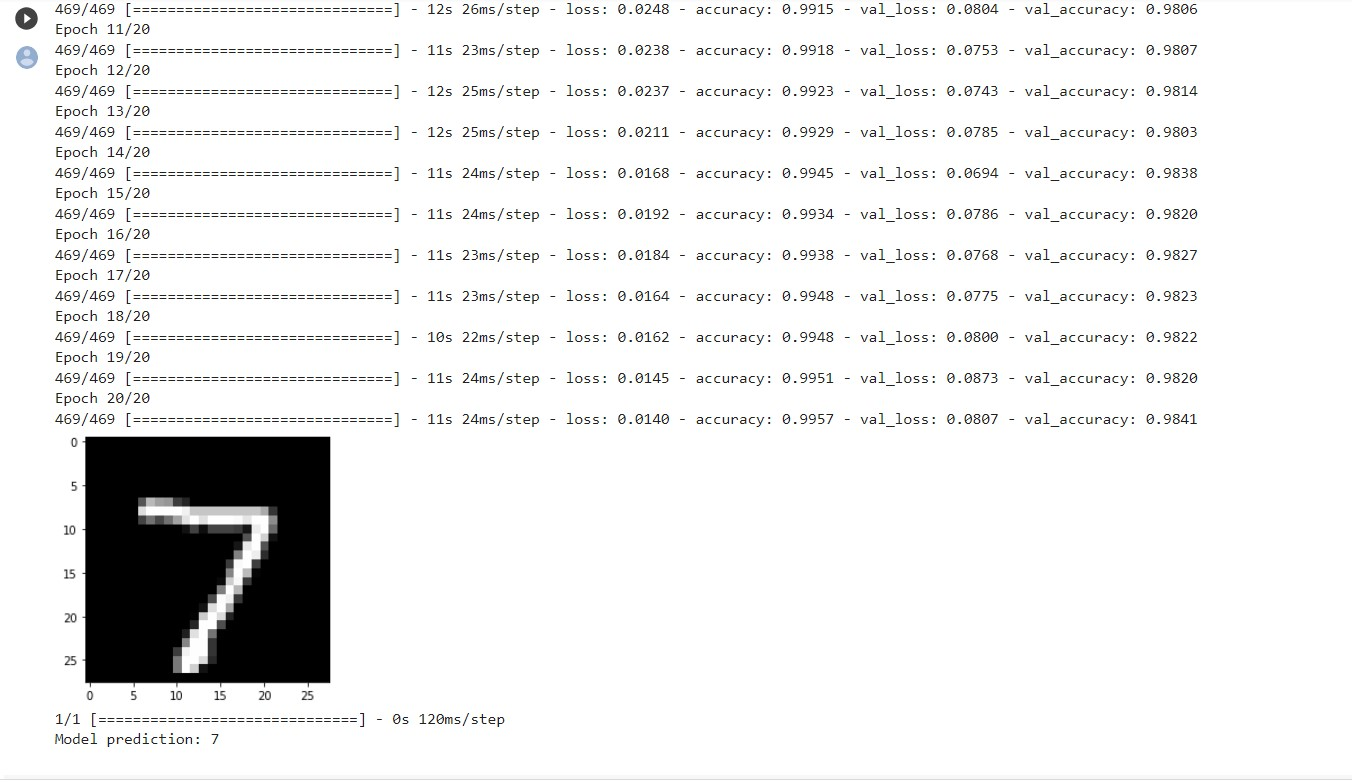 469/469 [==============================] - 12s 26ms/step - loss: 0.0248 - accuracy: 0.9915 - val_loss: 0.0804 - val_accuracy: 0.9806
Epoch 11/20
469/469 [==============================] - 11s 23ms/step - loss: 0.0238 - accuracy: 0.9918 - val_loss: 0.0753 - val_accuracy: 0.9807
Epoch 12/20
469/469 [==============================] - 12s 25ms/step - loss: 0.0237 - accuracy: 0.9923 - val_loss: 0.0743 - val_accuracy: 0.9814
Epoch 13/20
469/469 [==============================] - 12s 25ms/step - loss: 0.0211 - accuracy: 0.9929 - val_loss: 0.0785 - val_accuracy: 0.9803
Epoch 14/20
469/469 [==============================] - 11s 24ms/step - loss: 0.0168 - accuracy: 0.9945 - val_loss: 0.0694 - val_accuracy: 0.9838
Epoch 15/20
469/469 [==============================] - 11s 24ms/step - loss: 0.0192 - accuracy: 0.9934 - val_loss: 0.0786 - val_accuracy: 0.9820
Epoch 16/20
469/469 [==============================] - 11s 23ms/step - loss: 0.0184 - accuracy: 0.9938 - val_loss: 0.0768 - val_accuracy: 0.9827
Epoch 17/20
469/469 [==============================] - 11s 23ms/step - loss: 0.0164 - accuracy: 0.9948 - val_loss: 0.0775 - val_accuracy: 0.9823
Epoch 18/20
469/469 [==============================] - 10s 22ms/step - loss: 0.0162 - accuracy: 0.9948 - val_loss: 0.0800 - val_accuracy: 0.9822
Epoch 19/20
469/469 [==============================] - 11s 24ms/step - loss: 0.0145 - accuracy: 0.9951 - val_loss: 0.0873 - val_accuracy: 0.9820
Epoch 20/20
469/469 [==============================] - 11s 24ms/step - loss: 0.0140 - accuracy: 0.9957 - val_loss: 0.0807 - val_accuracy: 0.9841
0
5
10
15
20
25
7
0 5 10 15 20 25
1/1 [==============================] - 0s 120ms/step
Model prediction: 7